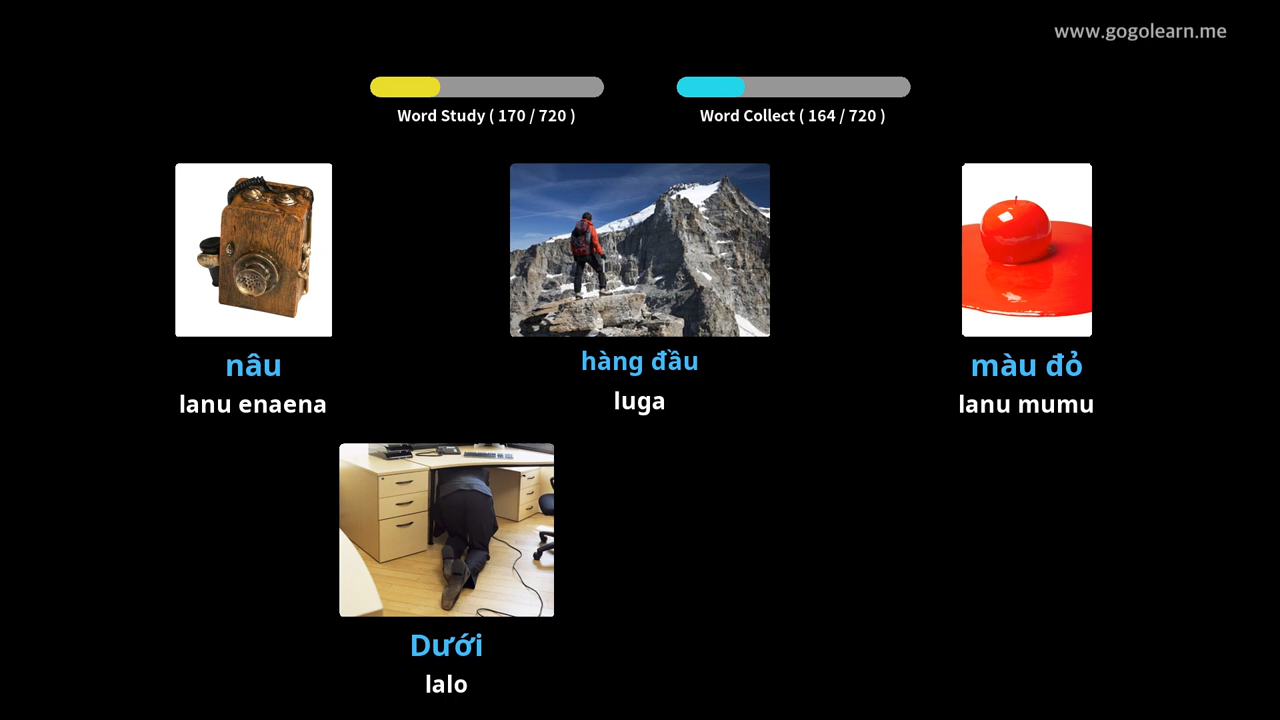 www.gogolearn.me
Word Study ( 170 / 720 )
Word Collect ( 164 / 720 )
nâu
lanu enaena
hàng đầu
luga
màu đỏ
lanu mumu
Dưới
lalo